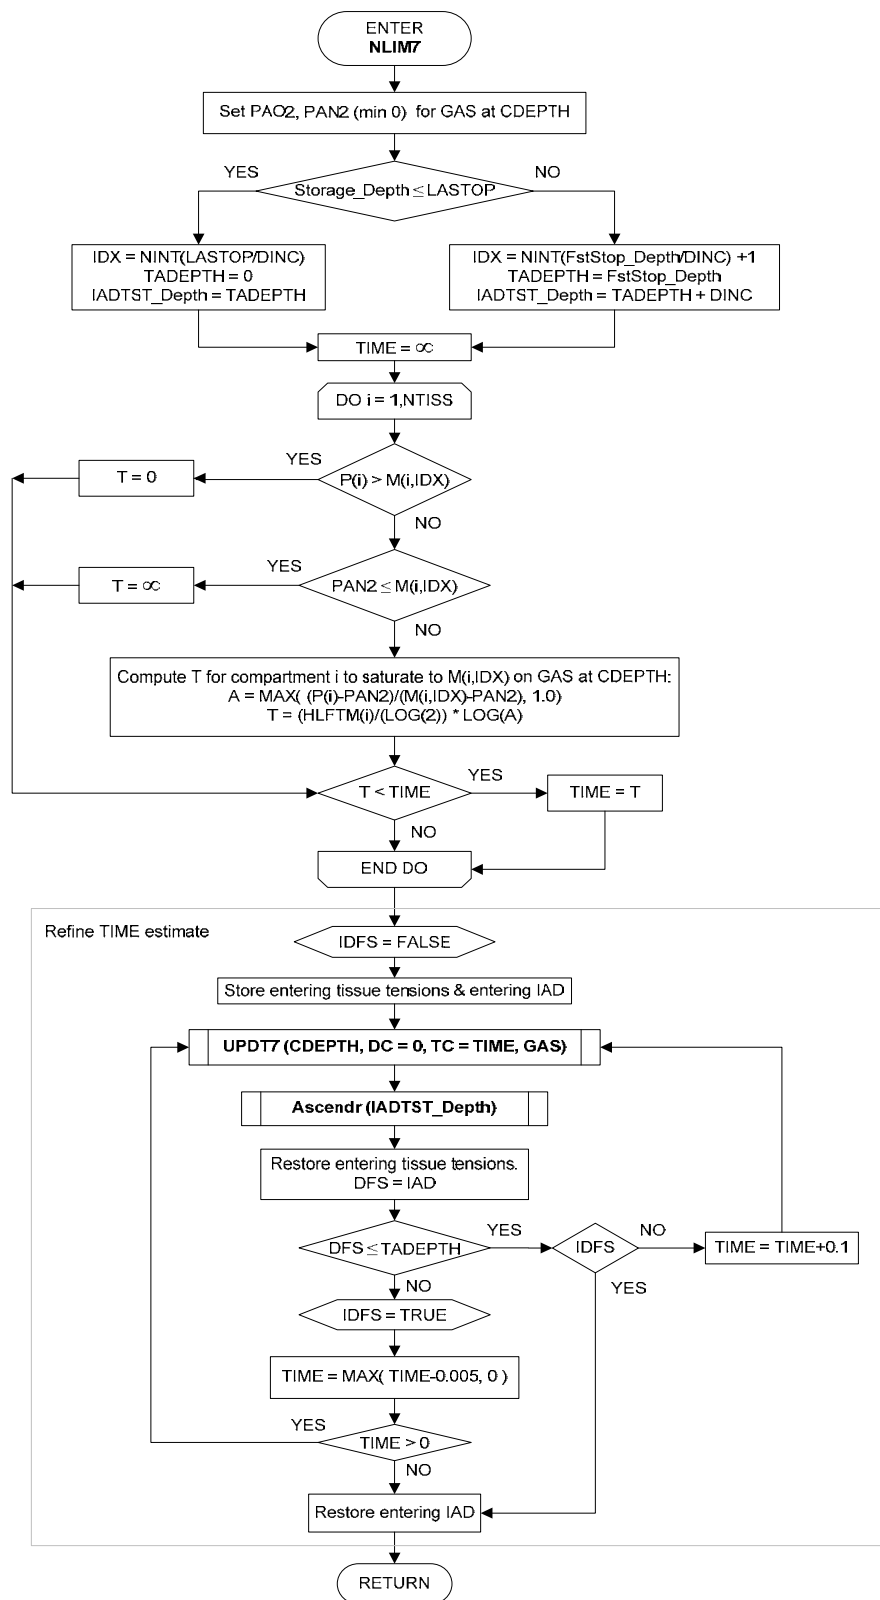 ENTER
NLIM7
Set PAO2, PAN2 (min 0) for GAS at CDEPTH
YES
NO
Storage_Depth ≤ LASTOP
IDX = NINT(LASTOP/DINC)
TADEPTH = 0
IADTST_Depth = TADEPTH
IDX = NINT(FstStop_Depth/DINC) +1
TADEPTH = FstStop_Depth
IADTST_Depth = TADEPTH + DINC
TIME = ∞
DO i = 1,NTISS
YES
T = 0
P(i) > M(i,IDX)
NO
YES
T = ∞
PAN2 ≤ M(i,IDX)
NO
Compute T for compartment i to saturate to M(i,IDX) on GAS at CDEPTH:
A = MAX( (P(i)-PAN2)/(M(i,IDX)-PAN2), 1.0)
T = (HLFTM(i)/(LOG(2)) * LOG(A)
YES
T < TIME
TIME = T
NO
END DO
Refine TIME estimate
IDFS = FALSE
Store entering tissue tensions & entering IAD
UPDT7 (CDEPTH, DC = 0, TC = TIME, GAS)
Ascendr (IADTST_Depth)
Restore entering tissue tensions.
DFS = IAD
YES
NO
DFS ≤ TADEPTH
IDFS
TIME = TIME+0.1
NO
YES
IDFS = TRUE
TIME = MAX( TIME-0.005, 0 )
YES
TIME > 0
NO
Restore entering IAD
RETURN